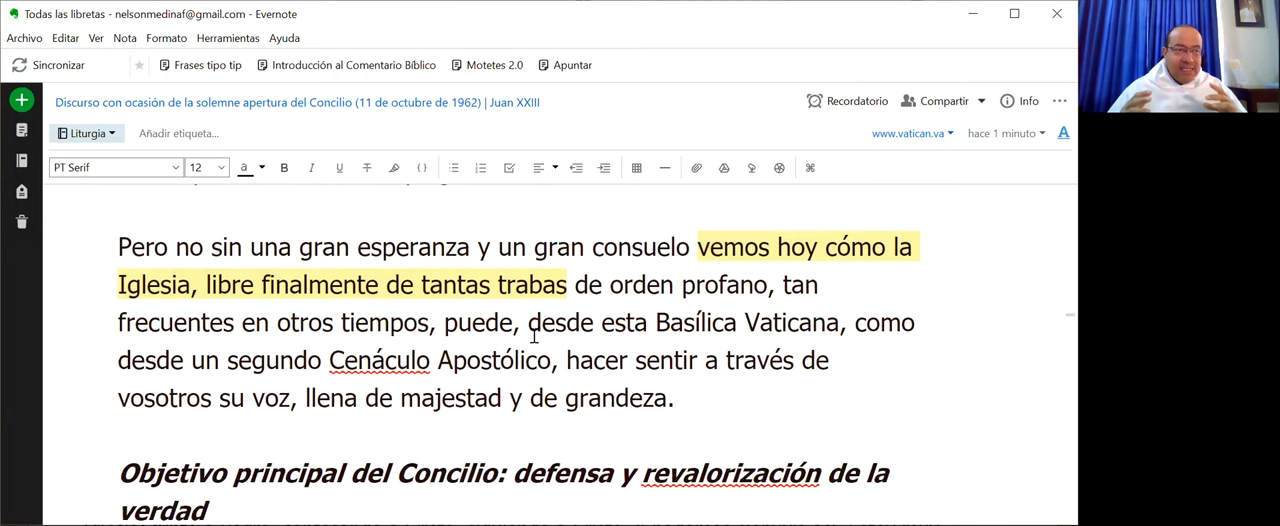 Todas las libretas - nelsonmedinaf@gmail.com - Evernote
Archivo Editar Ver Nota Formato Herramientas Ayuda
Sincronizar Frases tipo tip Introducción al Comentario Bíblico Motetes 2.0 Apuntar
Discurso con ocasión de la solemne apertura del Concilio (11 de octubre de 1962) | Juan XXIII Recordatorio Compartir Info
Liturgia Añadir etiqueta... www.vatican.va hace 1 minuto A
PT Serif 12 a B I U T
Pero no sin una gran esperanza y un gran consuelo vemos hoy cómo la
Iglesia, libre finalmente de tantas trabas de orden profano, tan
frecuentes en otros tiempos, puede, desde esta Basílica Vaticana, como
desde un segundo Cenáculo Apostólico, hacer sentir a través de
vosotros su voz, llena de majestad y de grandeza.
Objetivo principal del Concilio: defensa y revalorización de la
verdad